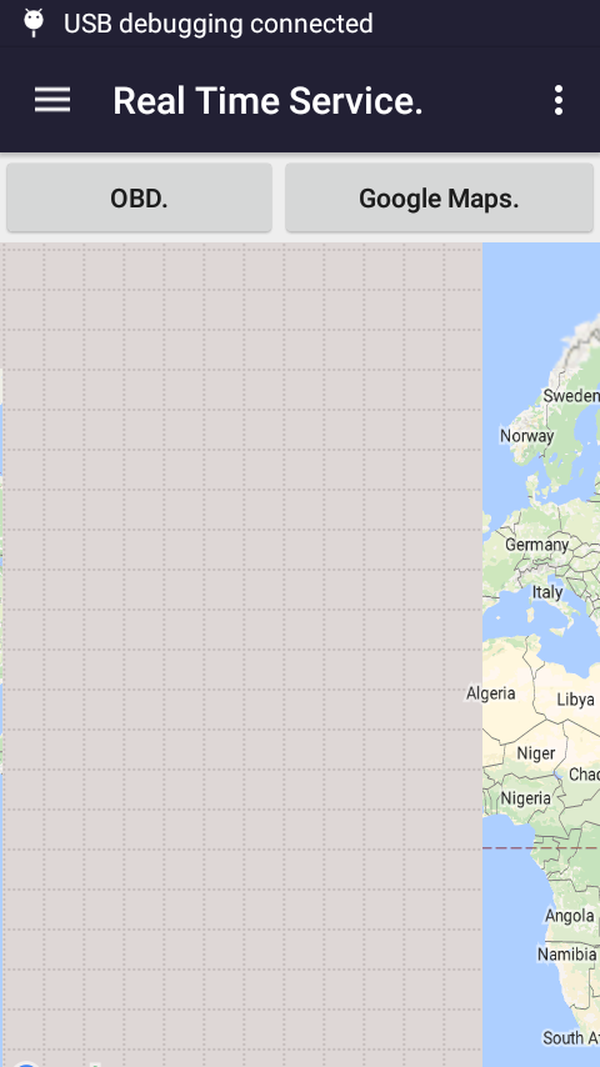 USB debugging connected
Real Time Service.
OBD.
Google Maps.
Sweden
Norway
Germany
Italy
Algeria
Libya
Niger
Nigeria
Angola
Namibia
South